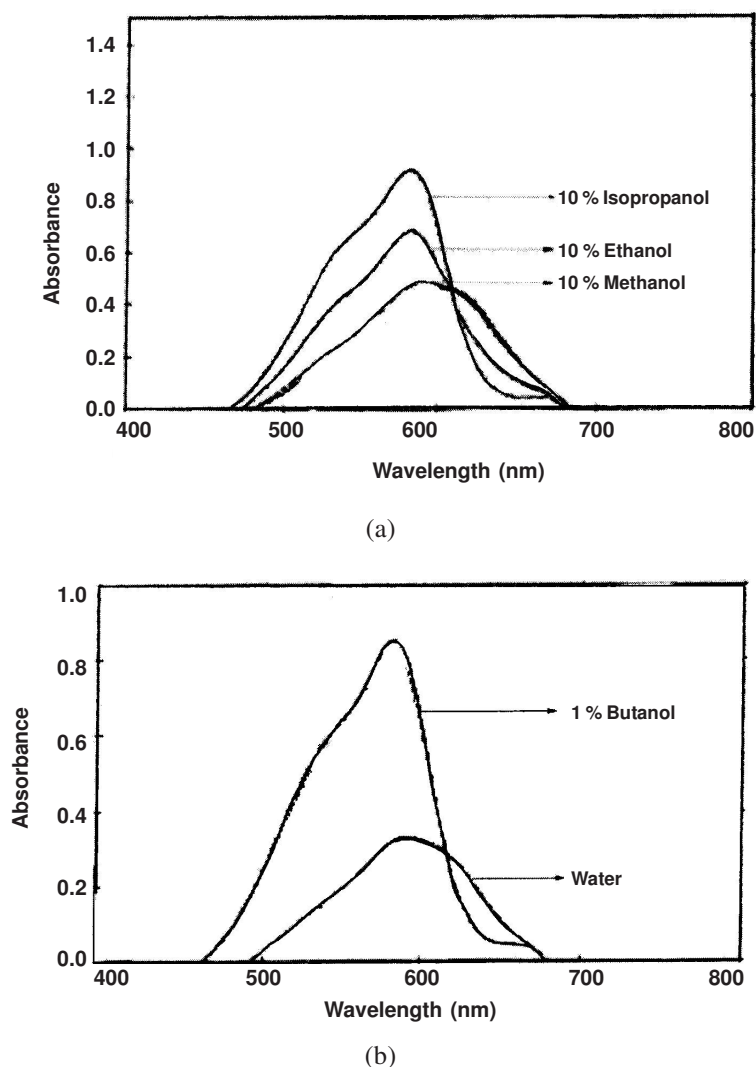 1.4
1.2
1.0
0.8
0.6
0.4
0.2
0.0
Absorbance
10 % Isopropanol
10 % Ethanol
10 % Methanol
400 500 600 700 800
Wavelength (nm)
(a)
1.0
0.8
0.6
0.4
0.2
0.0
Absorbance
1 % Butanol
Water
400 500 600 700 800
Wavelength (nm)
(b)